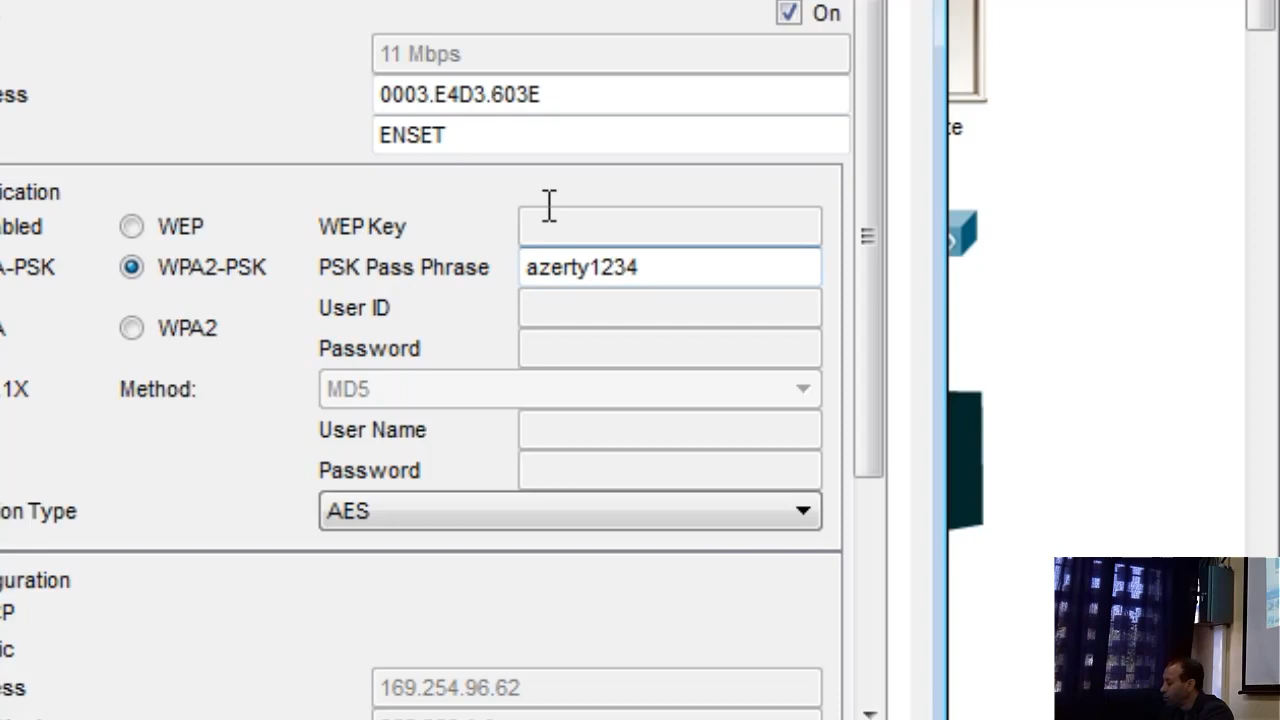 On
11 Mbps
ess
0003.E4D3.603E
ENSET
te
ication
bled
WEP
WEP Key
A-PSK
WPA2-PSK
PSK Pass Phrase
azerty1234
User ID
A
WPA2
Password
.1X
Method:
MD5
User Name
Password
on Type
AES
guration
CP
ic
ess
169.254.96.62